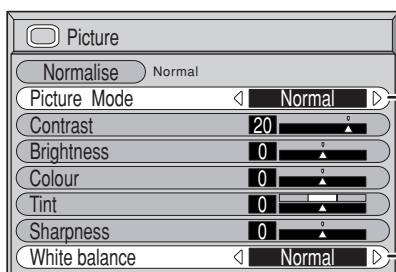 Picture
Normalise Normal
Picture Mode Normal
Contrast 20
Brightness 0
Colour 0
Tint 0
Sharpness 0
White balance Normal